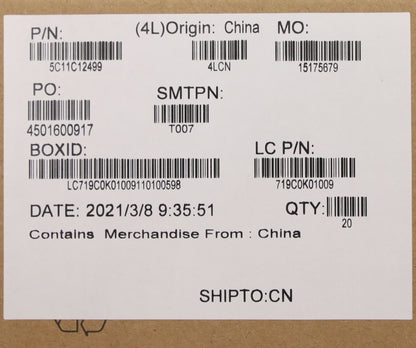 P/N: (4L)Origin: China MO:
5C11C12499 4LCN 15175679
PO: SMTPN:
4501600917 T007
BOXID: LC P/N:
LC719C0K01009110100598 719C0K01009
DATE: 2021/3/8 9:35:51 QTY:
20
Contains Merchandise From : China
SHIPTO:CN